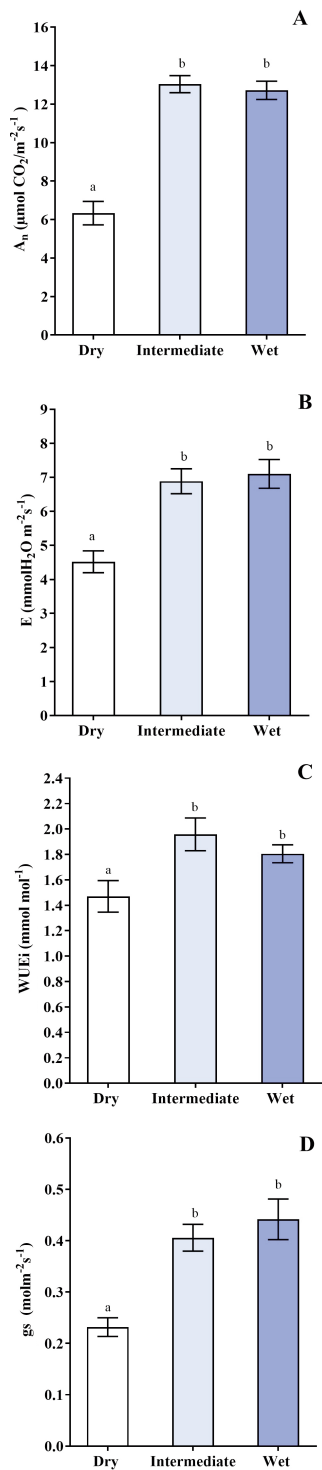 A
16
14
12
10
8
6
4
2
0
Aₙ (μmol CO₂/m⁻²s⁻¹)
a
b
b
Dry Intermediate Wet
B
9
8
7
6
5
4
3
2
1
0
E (mmolH₂O m⁻²s⁻¹)
a
b
b
Dry Intermediate Wet
C
2.4
2.2
2.0
1.8
1.6
1.4
1.2
1.0
0.8
0.6
0.4
0.2
0.0
WUEi (mmol mol⁻¹)
a
b
b
Dry Intermediate Wet
D
0.6
0.5
0.4
0.3
0.2
0.1
0.0
gs (molm⁻²s⁻¹)
a
b
b
Dry Intermediate Wet